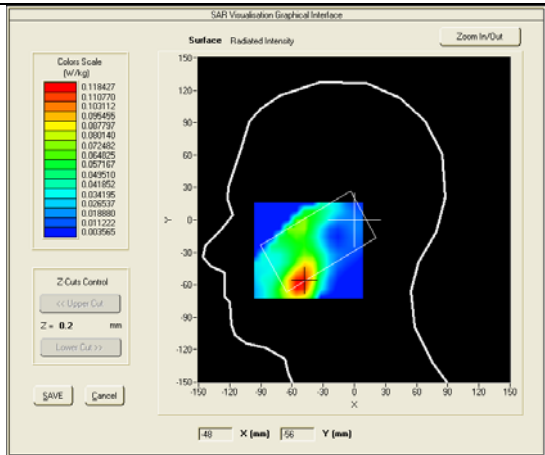 SAR Visualisation Graphical Interface
Surface Radiated Intensity
Zoom In/Out
Colors Scale
(W/kg)
0.118427
0.110770
0.103112
0.095455
0.087797
0.080140
0.072482
0.064825
0.057167
0.049510
0.041852
0.034195
0.026537
0.018880
0.011222
0.003565
Z Cuts Control
<< Upper Cut
Z = 0.2 mm
Lower Cut >>
SAVE Cancel
150
120
90
60
30
0
-30
-60
-90
-120
-150
Y
-150 -120 -90 -60 -30 0 30 60 90 120 150
X
-48 X (mm) -56 Y (mm)